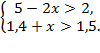 5 − 2x > 2,
1,4 + x > 1,5.